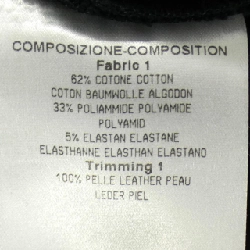 COMPOSIZIONE-COMPOSITION
Fabric 1
62% COTONE COTTON
COTON BAUMWOLLE ALGODON
33% POLIAMMIDE POLYAMIDE
POLYAMID
5% ELASTAN ELASTANE
ELASTHANNE ELASTHAN ELASTANO
Trimming 1
100% PELLE LEATHER PEAU
LEDER PIEL